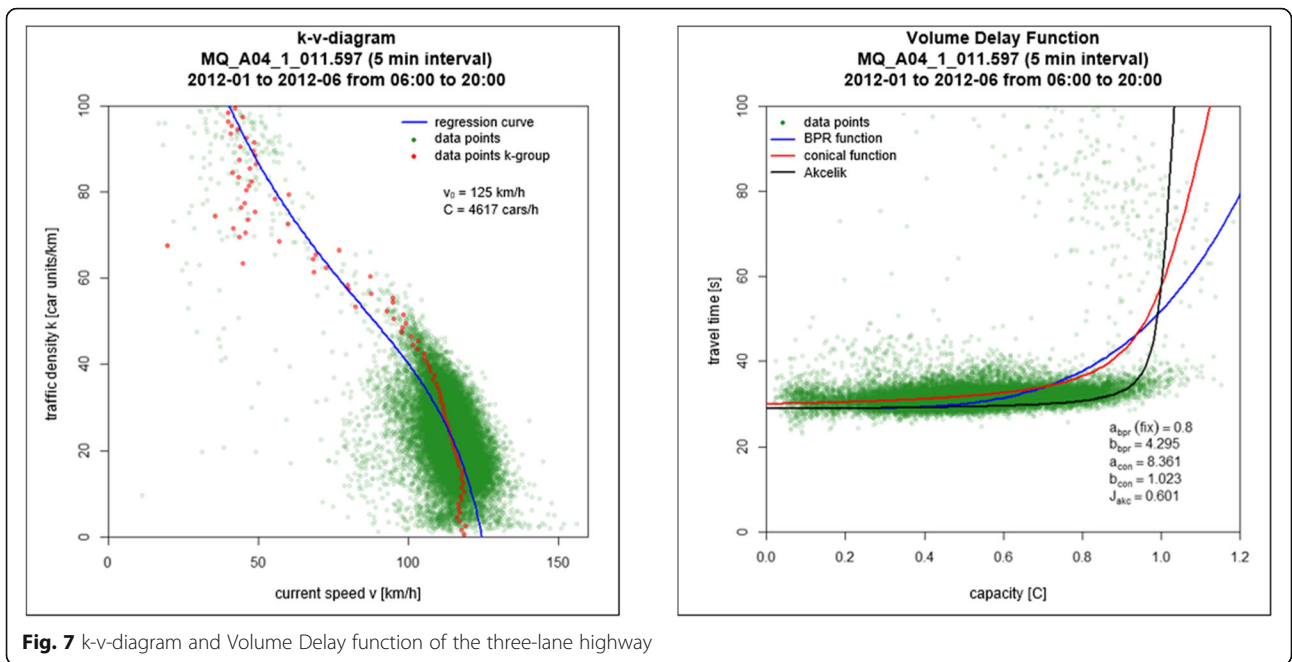 k-v-diagram
MQ_A04_1_011.597 (5 min interval)
2012-01 to 2012-06 from 06:00 to 20:00
regression curve
data points
data points k-group
v₀ = 125 km/h
C = 4617 cars/h
traffic density k [car units/km]
100
80
60
40
20
0
0
50
100
150
current speed v [km/h]
Volume Delay Function
MQ_A04_1_011.597 (5 min interval)
2012-01 to 2012-06 from 06:00 to 20:00
data points
BPR function
conical function
Akcelik
travel time [s]
100
80
60
40
20
0
a_bpr (fix) = 0.8
b_bpr = 4.295
a_con = 8.361
b_con = 1.023
J_akc = 0.601
0.0
0.2
0.4
0.6
0.8
1.0
1.2
capacity [C]
Fig. 7 k-v-diagram and Volume Delay function of the three-lane highway